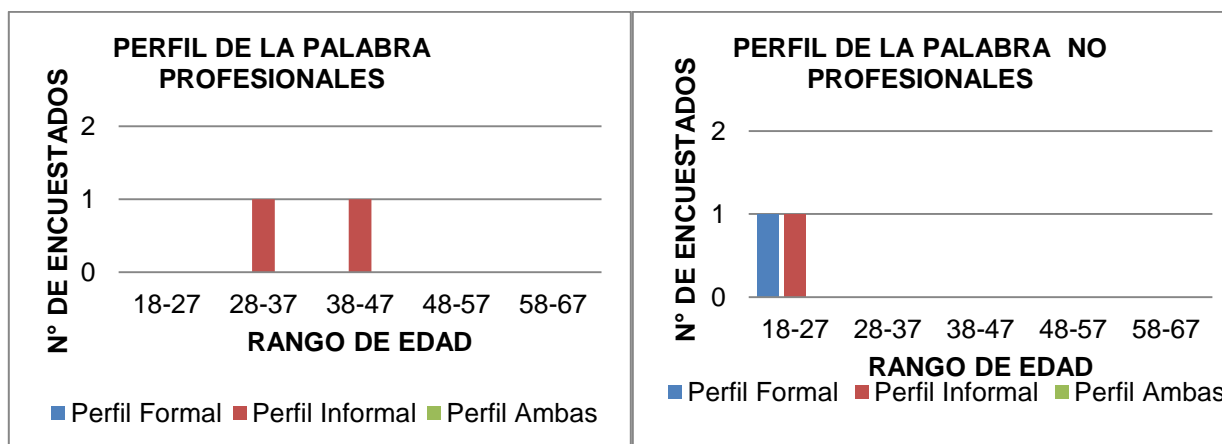 PERFIL DE LA PALABRA
PROFESIONALES
N° DE ENCUESTADOS
2
1
0
18-27 28-37 38-47 48-57 58-67
RANGO DE EDAD
Perfil Formal Perfil Informal Perfil Ambas
PERFIL DE LA PALABRA NO
PROFESIONALES
N° DE ENCUESTADOS
2
1
0
18-27 28-37 38-47 48-57 58-67
RANGO DE EDAD
Perfil Formal Perfil Informal Perfil Ambas